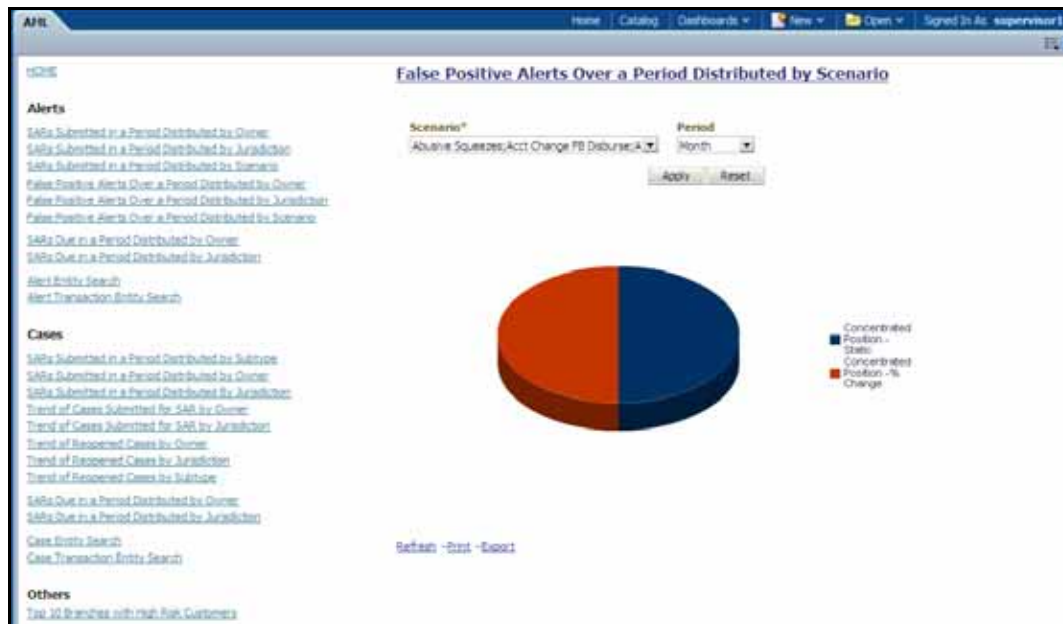 AML
Home Catalog Dashboards New Open Signed In As supervisor1
HOME
Alerts
SARs Submitted in a Period Distributed by Owner
SARs Submitted in a Period Distributed by Jurisdiction
SARs Submitted in a Period Distributed by Scenario
False Positive Alerts Over a Period Distributed by Owner
False Positive Alerts Over a Period Distributed by Jurisdiction
False Positive Alerts Over a Period Distributed by Scenario
SARs Due in a Period Distributed by Owner
SARs Due in a Period Distributed by Jurisdiction
Alert Entity Search
Alert Transaction Entity Search
Cases
SARs Submitted in a Period Distributed by Subtype
SARs Submitted in a Period Distributed by Owner
SARs Submitted in a Period Distributed By Jurisdiction
Trend of Cases Submitted for SAR by Owner
Trend of Cases Submitted for SAR by Jurisdiction
Trend of Reopened Cases by Owner
Trend of Reopened Cases by Jurisdiction
Trend of Reopened Cases by Subtype
SARs Due in a Period Distributed by Owner
SARs Due in a Period Distributed by Jurisdiction
Case Entity Search
Case Transaction Entity Search
Others
Top 10 Branches with High Risk Customers
False Positive Alerts Over a Period Distributed by Scenario
Scenario* Period
Abusive Squeezes;Acct Change FB Disburse;A Month
Apply Reset
Concentrated
Position -
Static
Concentrated
Position -%
Change
Refresh -Print -Export